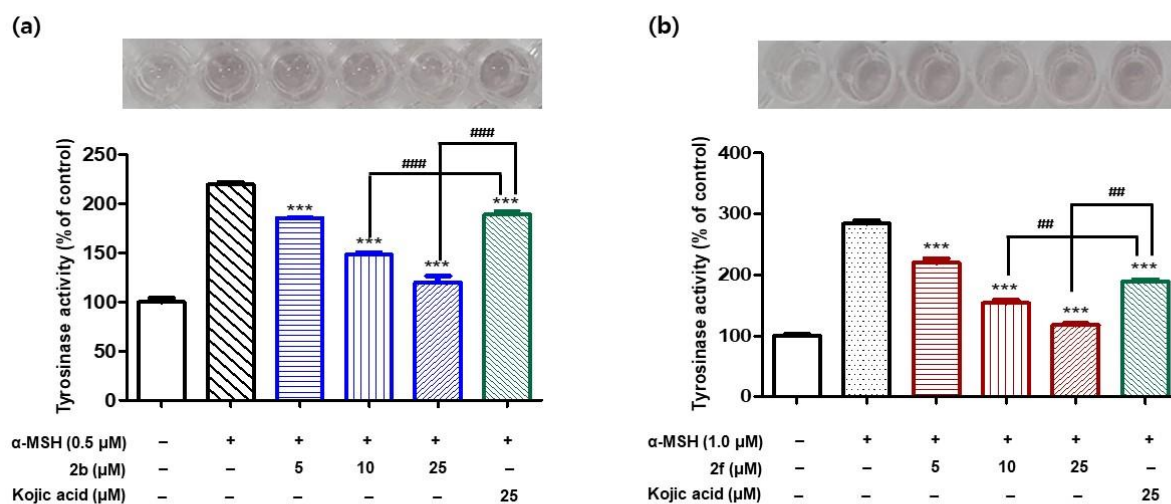 (a)
Tyrosinase activity (% of control)
250
200
150
100
50
0
***
***
***
***
###
###
α-MSH (0.5 µM) – + + + + +
2b (µM) – – 5 10 25 –
Kojic acid (µM) – – – – – 25
(b)
Tyrosinase activity (% of control)
400
300
200
100
0
***
***
***
***
##
##
α-MSH (1.0 µM) – + + + + +
2f (µM) – – 5 10 25 –
Kojic acid (µM) – – – – – 25